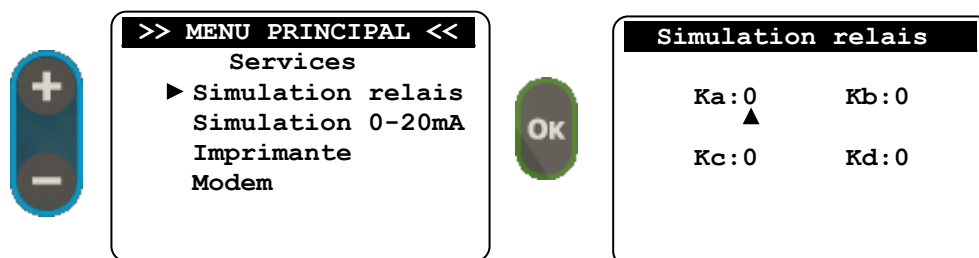 +
>> MENU PRINCIPAL <<
Services
►Simulation relais
Simulation 0-20mA
Imprimante
Modem
−
OK
Simulation relais
Ka:0 Kb:0
▲
Kc:0 Kd:0